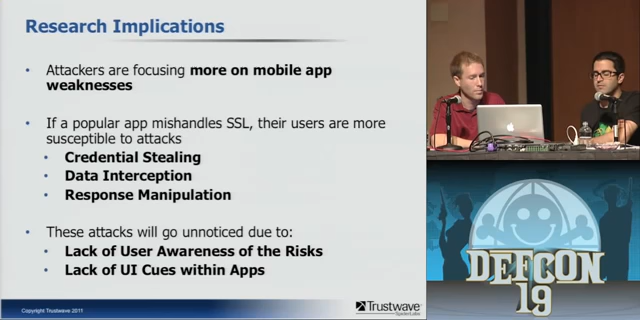 Research Implications
• Attackers are focusing more on mobile app
weaknesses
• If a popular app mishandles SSL, their users are more
susceptible to attacks
• Credential Stealing
• Data Interception
• Response Manipulation
• These attacks will go unnoticed due to:
• Lack of User Awareness of the Risks
• Lack of UI Cues within Apps
Copyright Trustwave 2011
Trustwave
SpiderLabs
DEFCON
19